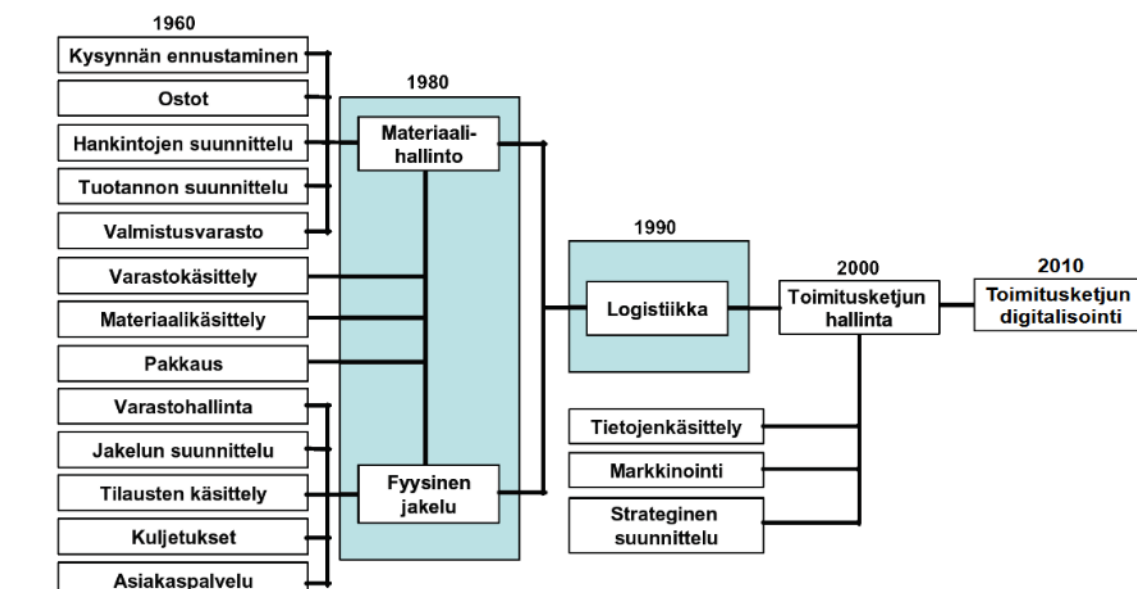 1960
Kysynnän ennustaminen
Ostot
Hankintojen suunnittelu
Tuotannon suunnittelu
Valmistusvarasto
Varastokäsittely
Materiaalikäsittely
Pakkaus
Varastohallinta
Jakelun suunnittelu
Tilausten käsittely
Kuljetukset
Asiakaspalvelu
1980
Materiaali-
hallinto
Fyysinen
jakelu
1990
Logistiikka
2000
Toimitusketjun
hallinta
Tietojenkäsittely
Markkinointi
Strateginen
suunnittelu
2010
Toimitusketjun
digitalisointi